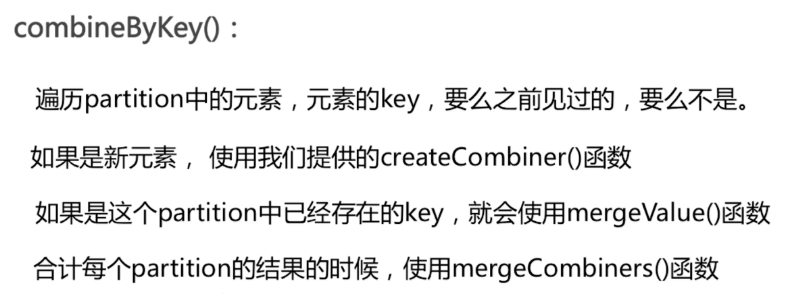 combineByKey()：
遍历partition中的元素，元素的key，要么之前见过的，要么不是。
如果是新元素， 使用我们提供的createCombiner()函数
如果是这个partition中已经存在的key，就会使用mergeValue()函数
合计每个partition的结果的时候，使用mergeCombiners()函数